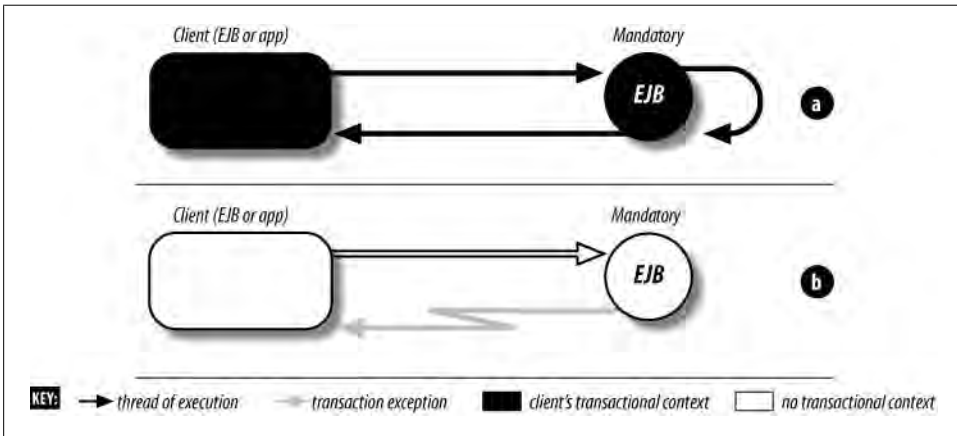 Client (EJB or app)
Mandatory
EJB
a
Client (EJB or app)
Mandatory
EJB
b
KEY: thread of execution transaction exception client's transactional context no transactional context